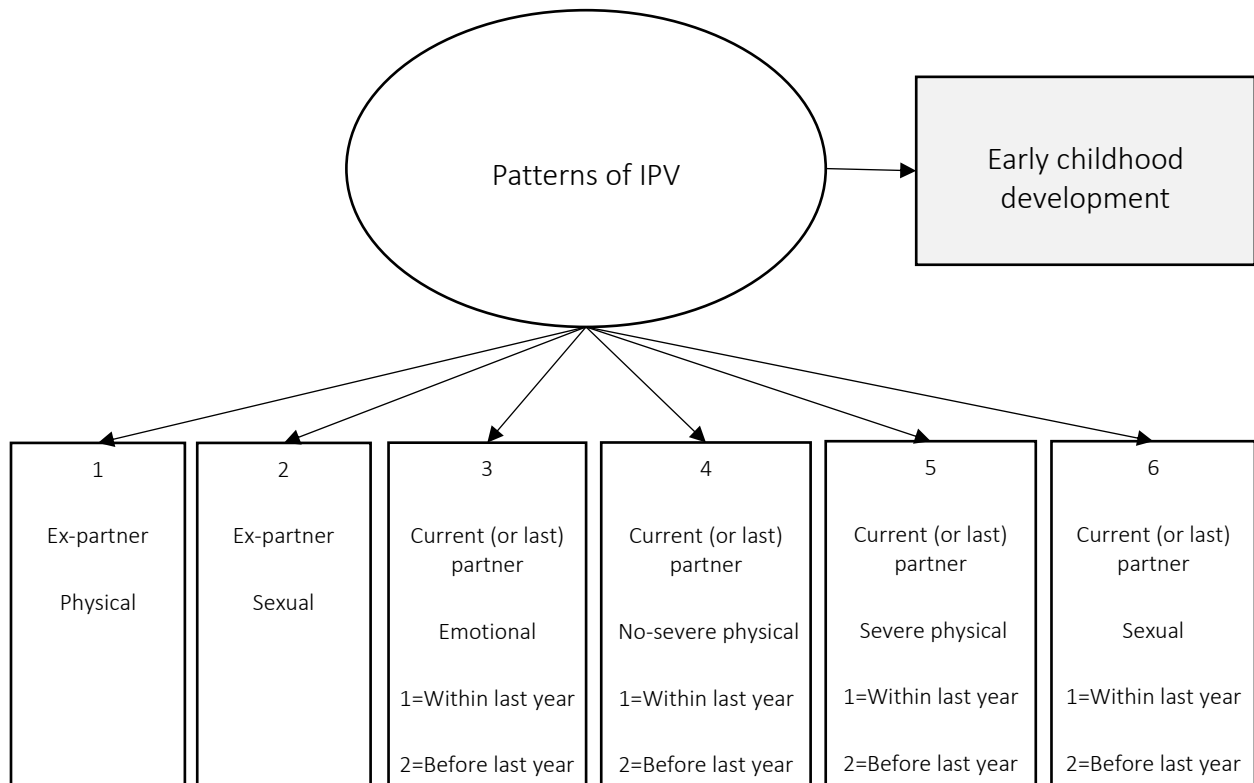 Patterns of IPV
Early childhood
development
1
Ex-partner
Physical
2
Ex-partner
Sexual
3
Current (or last)
partner
Emotional
1=Within last year
2=Before last year
4
Current (or last)
partner
No-severe physical
1=Within last year
2=Before last year
5
Current (or last)
partner
Severe physical
1=Within last year
2=Before last year
6
Current (or last)
partner
Sexual
1=Within last year
2=Before last year